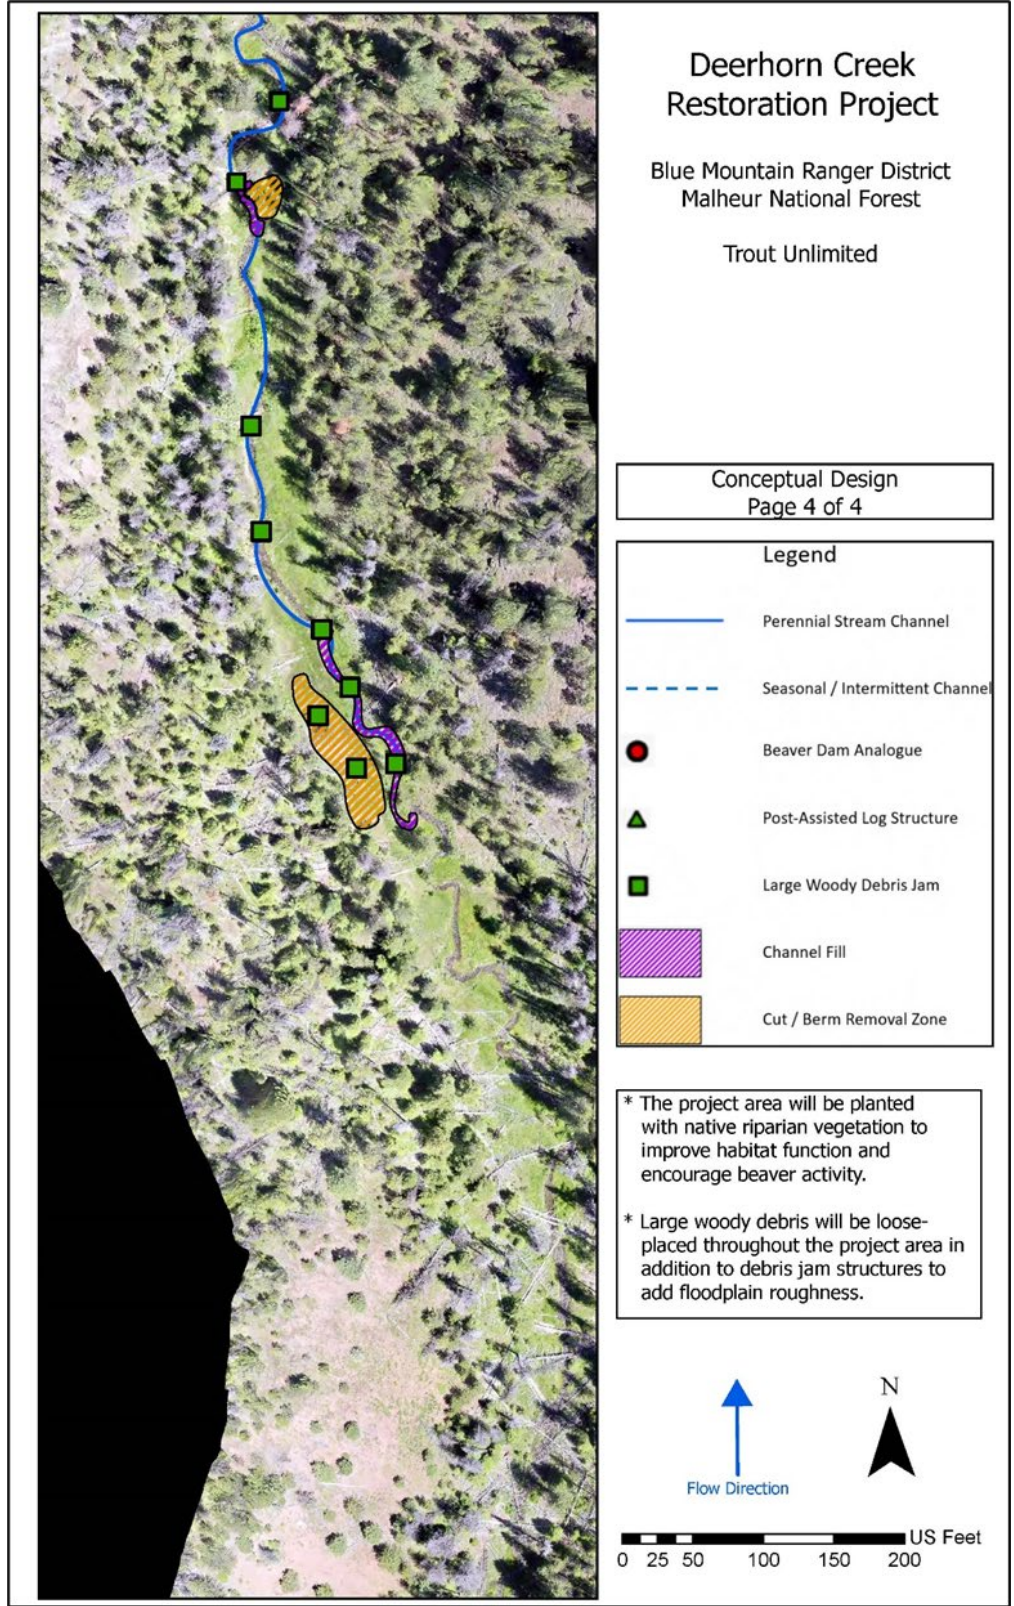 Deerhorn Creek
Restoration Project
Blue Mountain Ranger District
Malheur National Forest
Trout Unlimited
Conceptual Design
Page 4 of 4
Legend
Perennial Stream Channel
Seasonal / Intermittent Channel
Beaver Dam Analogue
Post-Assisted Log Structure
Large Woody Debris Jam
Channel Fill
Cut / Berm Removal Zone
* The project area will be planted
with native riparian vegetation to
improve habitat function and
encourage beaver activity.
* Large woody debris will be loose-
placed throughout the project area in
addition to debris jam structures to
add floodplain roughness.
N
Flow Direction
US Feet
0 25 50 100 150 200